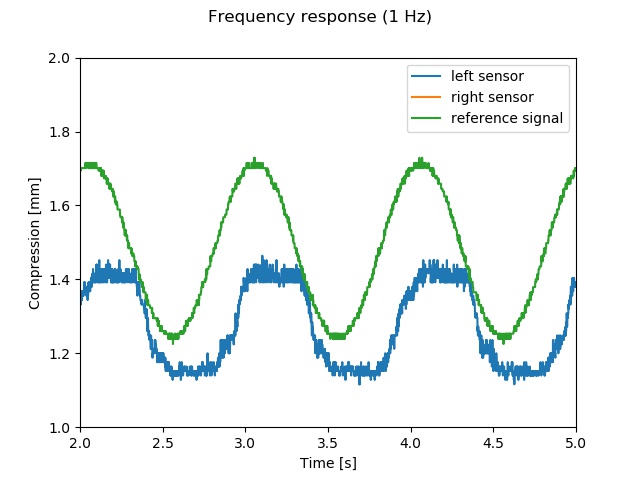 Frequency response (1 Hz)
left sensor
right sensor
reference signal
2.0
1.8
1.6
1.4
1.2
1.0
Compression [mm]
2.0 2.5 3.0 3.5 4.0 4.5 5.0
Time [s]